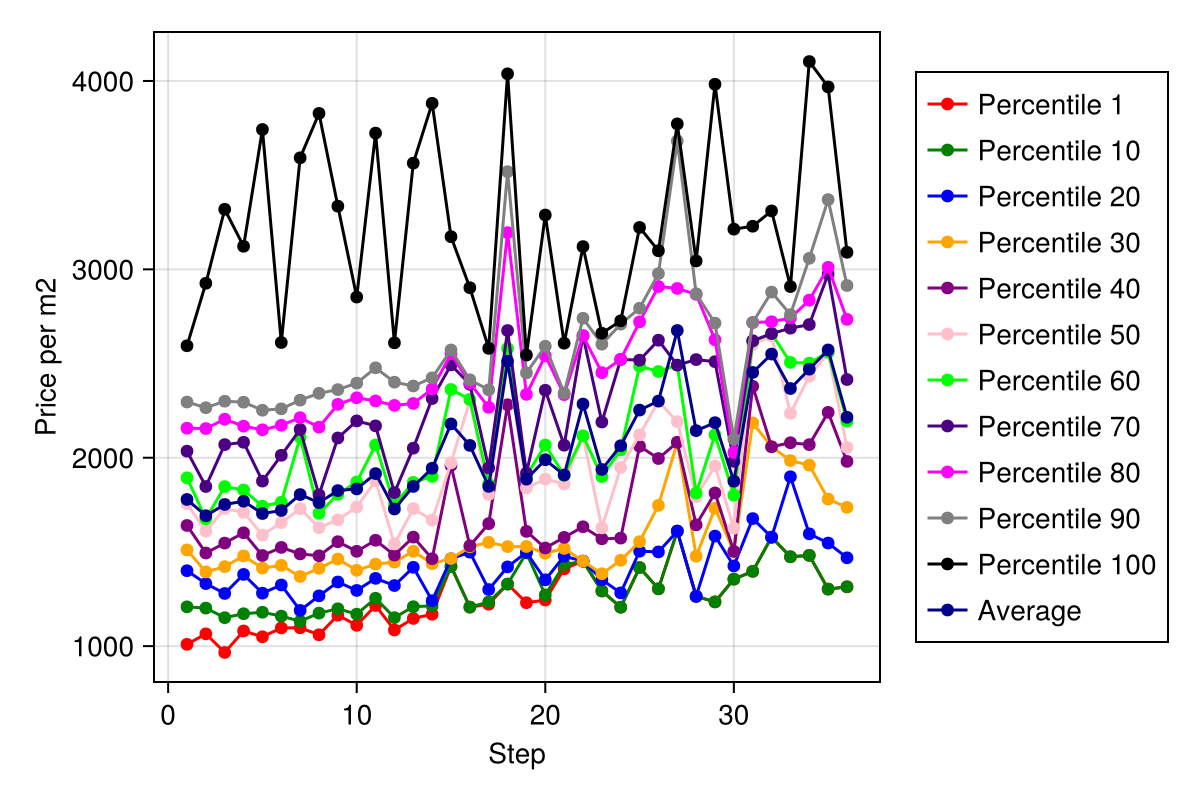 4000
3000
2000
1000
Price per m2
0 10 20 30
Step
Percentile 1
Percentile 10
Percentile 20
Percentile 30
Percentile 40
Percentile 50
Percentile 60
Percentile 70
Percentile 80
Percentile 90
Percentile 100
Average